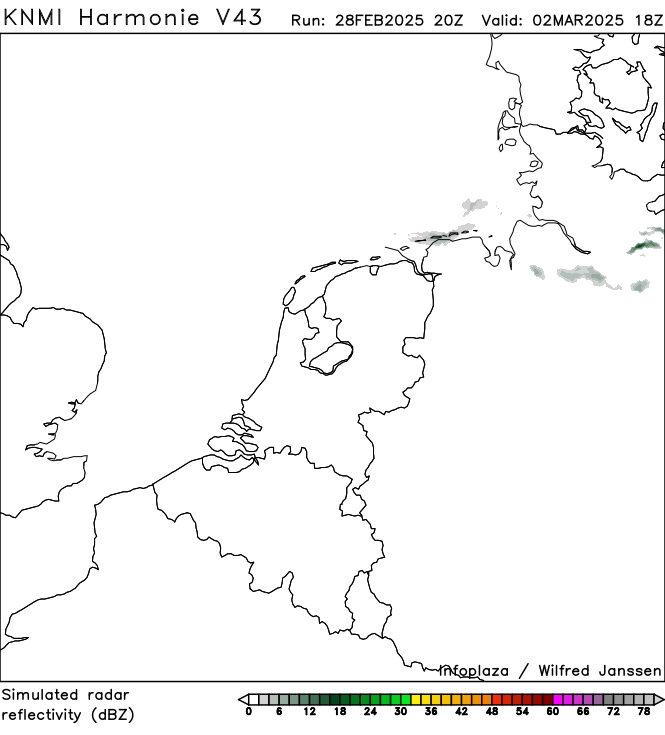 KNMI Harmonie V43 Run: 28FEB2025 20Z Valid: 02MAR2025 18Z
infoplaza / Wilfred Janssen
Simulated radar
reflectivity (dBZ)
0 6 12 18 24 30 36 42 48 54 60 66 72 78